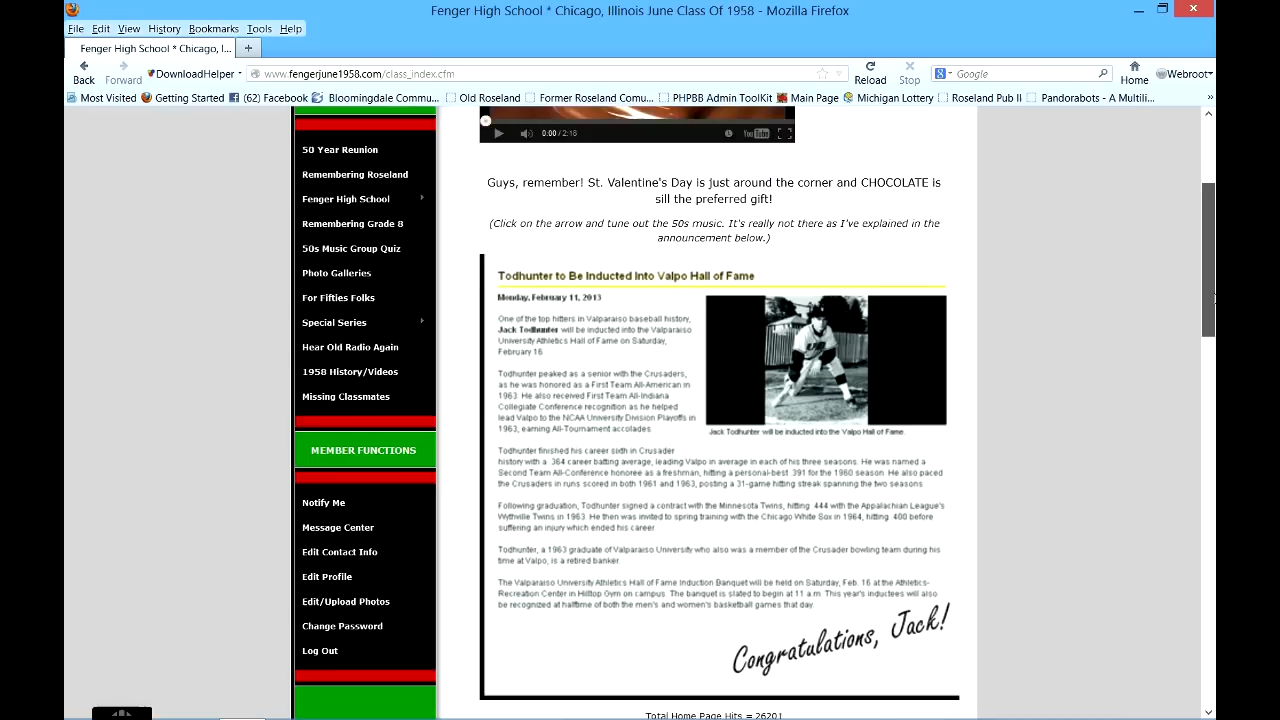 Fenger High School * Chicago, Illinois June Class Of 1958 - Mozilla Firefox
File Edit View History Bookmarks Tools Help
Fenger High School * Chicago, I...
Back Forward DownloadHelper www.fengerjune1958.com/class_index.cfm Google Reload Stop Home Webroot
Most Visited Getting Started (62) Facebook Bloomingdale Commu... Old Roseland Former Roseland Comu... PHPBB Admin ToolKit Main Page Michigan Lottery Roseland Pub II Pandorabots - A Multili... »
0:00 / 2:16 YouTube
50 Year Reunion
Remembering Roseland
Fenger High School
Remembering Grade 8
50s Music Group Quiz
Photo Galleries
For Fifties Folks
Special Series
Hear Old Radio Again
1958 History/Videos
Missing Classmates
MEMBER FUNCTIONS
Notify Me
Message Center
Edit Contact Info
Edit Profile
Edit/Upload Photos
Change Password
Log Out
Guys, remember! St. Valentine's Day is just around the corner and CHOCOLATE is
sill the preferred gift!
(Click on the arrow and tune out the 50s music. It's really not there as I've explained in the
announcement below.)
Todhunter to Be Inducted Into Valpo Hall of Fame
Monday, February 11, 2013
One of the top hitters in Valparaiso baseball history,
Jack Todhunter will be inducted into the Valparaiso
University Athletics Hall of Fame on Saturday,
February 16.
Todhunter peaked as a senior with the Crusaders,
as he was honored as a First Team All-American in
1963. He also received First Team All-Indiana
Collegiate Conference recognition as he helped
lead Valpo to the NCAA University Division Playoffs in
1963, earning All-Tournament accolades.
Jack Todhunter will be inducted into the Valpo Hall of Fame.
Todhunter finished his career sixth in Crusader
history with a .364 career batting average, leading Valpo in average in each of his three seasons. He was named a
Second Team All-Conference honoree as a freshman, hitting a personal-best .391 for the 1960 season. He also paced
the Crusaders in runs scored in both 1961 and 1963, posting a 31-game hitting streak spanning the two seasons.
Following graduation, Todhunter signed a contract with the Minnesota Twins, hitting .444 with the Appalachian League's
Wytheville Twins in 1963. He then was invited to spring training with the Chicago White Sox in 1964, hitting .400 before
suffering an injury which ended his career.
Todhunter, a 1963 graduate of Valparaiso University who also was a member of the Crusader bowling team during his
time at Valpo, is a retired banker.
The Valparaiso University Athletics Hall of Fame Induction Banquet will be held on Saturday, Feb. 16 at the Athletics-
Recreation Center in Hilltop Gym on campus. The banquet is slated to begin at 11 a.m. This year's inductees will also
be recognized at halftime of both the men's and women's basketball games that day.
Congratulations, Jack!
Total Home Page Hits = 26201